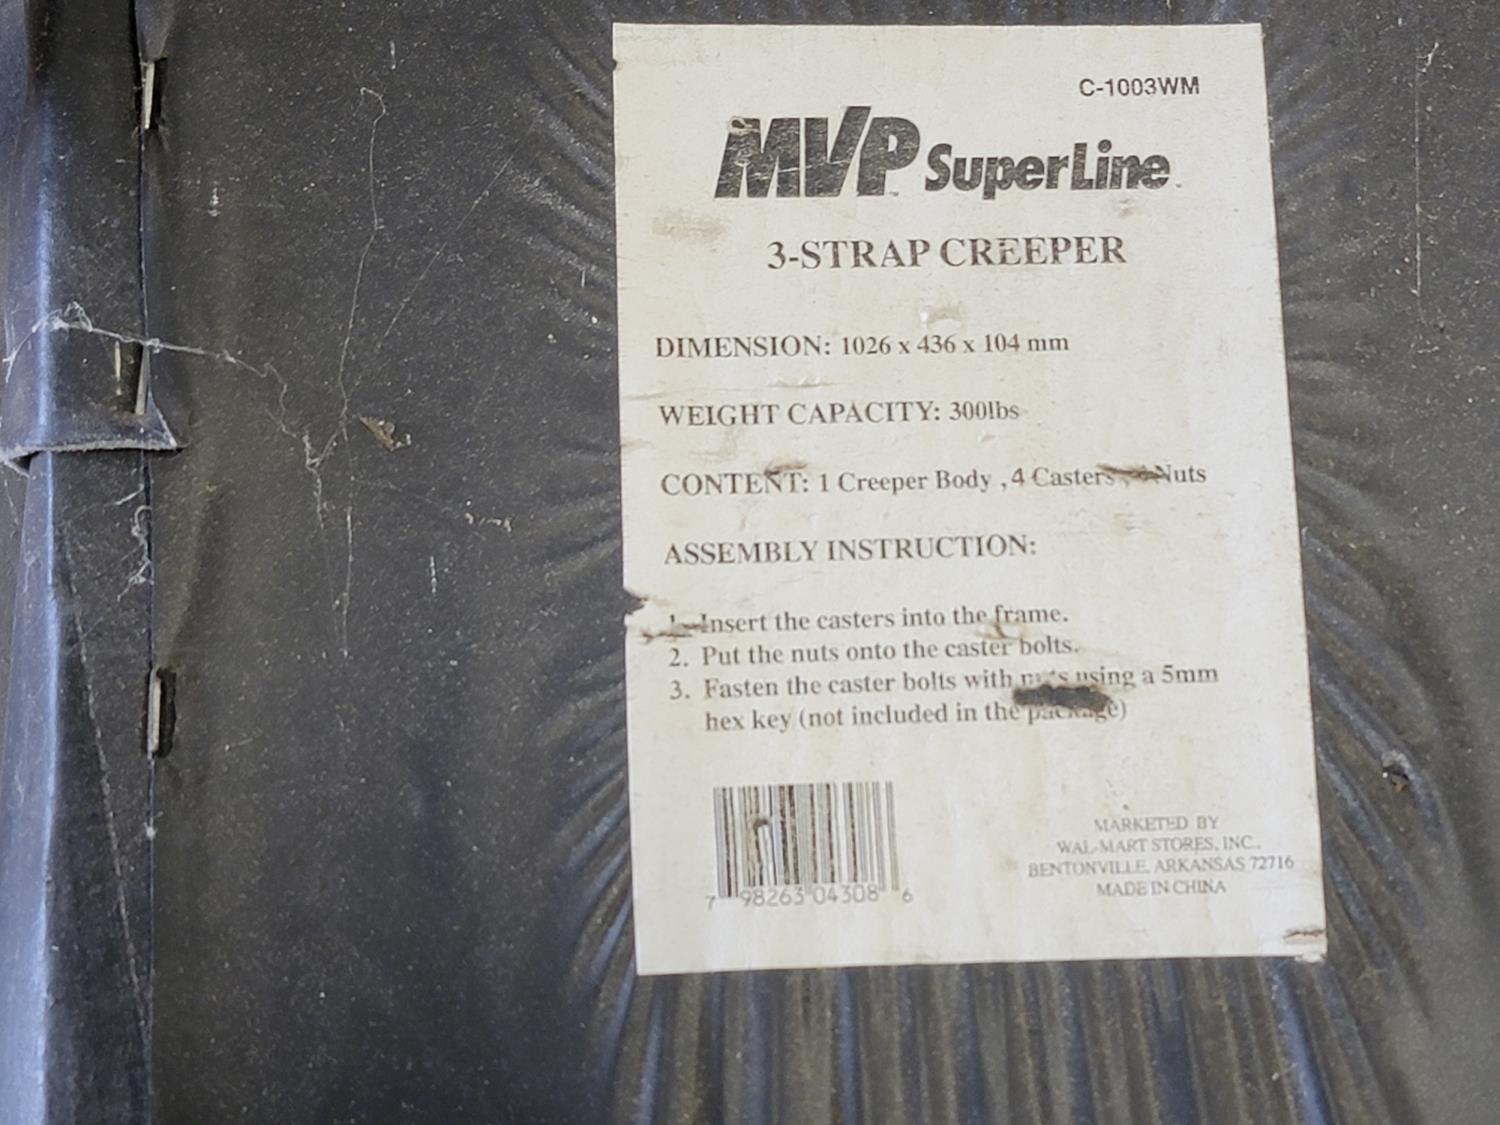 C-1003WM
MVP SuperLine
3-STRAP CREEPER
DIMENSION: 1026 x 436 x 104 mm
WEIGHT CAPACITY: 300lbs
CONTENT: 1 Creeper Body , 4 Casters , Nuts
ASSEMBLY INSTRUCTION:
1. Insert the casters into the frame.
2. Put the nuts onto the caster bolts.
3. Fasten the caster bolts with nuts using a 5mm
hex key (not included in the package)
7 98263 04308 6
MARKETED BY
WAL-MART STORES, INC.,
BENTONVILLE, ARKANSAS 72716
MADE IN CHINA